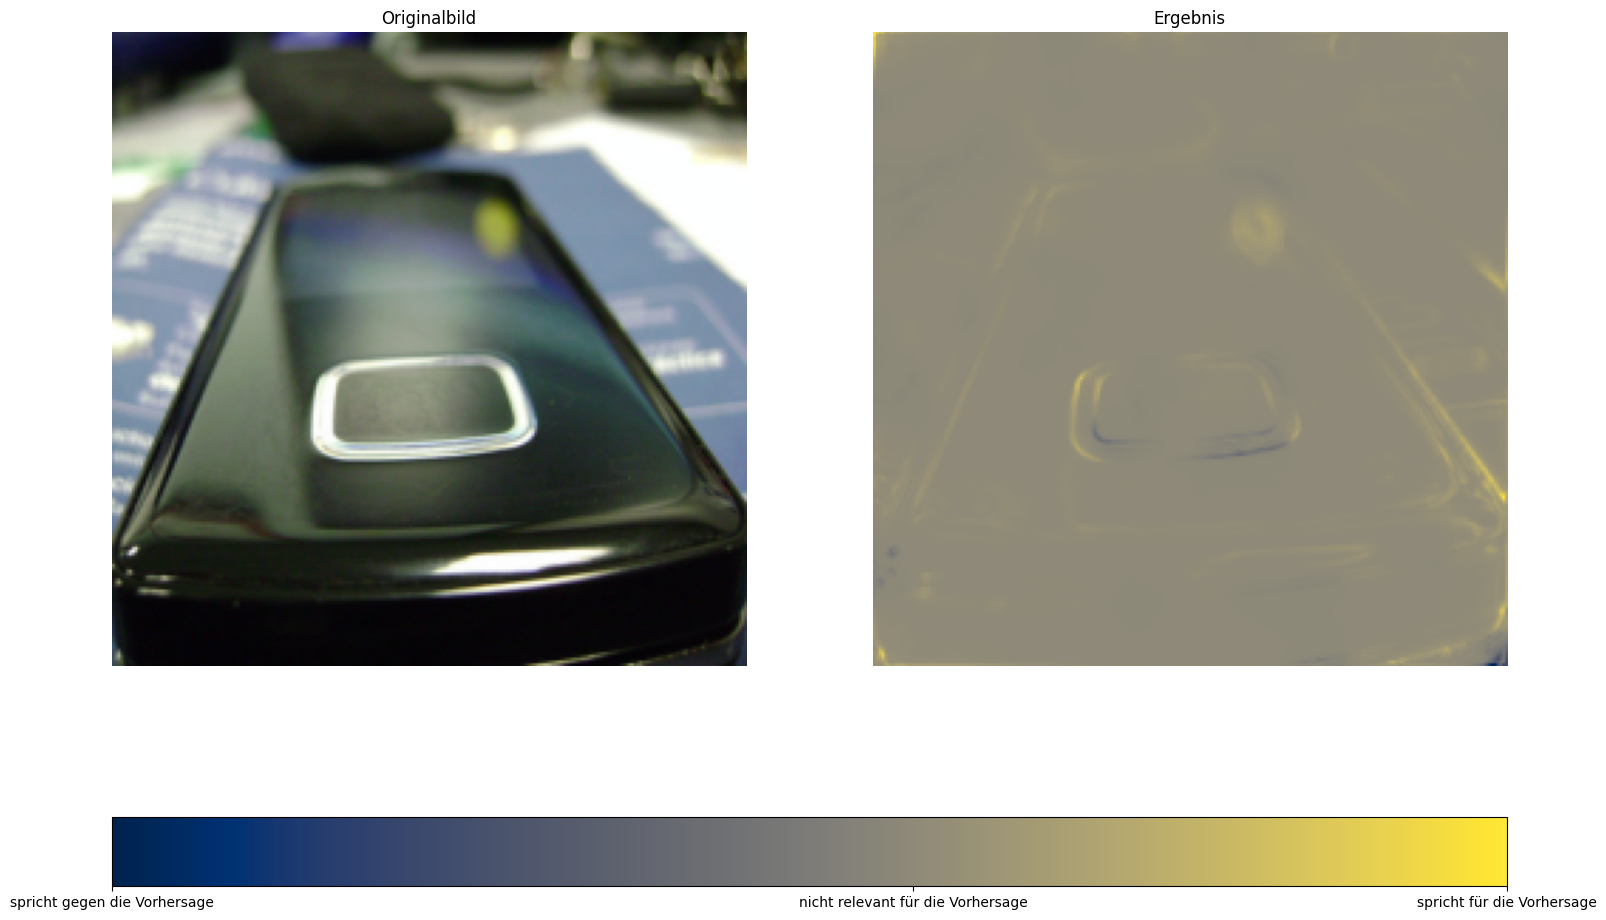 Originalbild
Ergebnis
spricht gegen die Vorhersage
nicht relevant für die Vorhersage
spricht für die Vorhersage